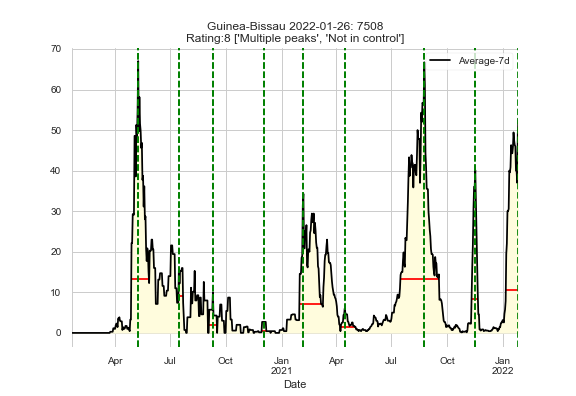 Guinea-Bissau 2022-01-26: 7508
Rating:8 ['Multiple peaks', 'Not in control']
Average-7d
70
60
50
40
30
20
10
0
Apr Jul Oct Jan Apr Jul Oct Jan
2021 2022
Date